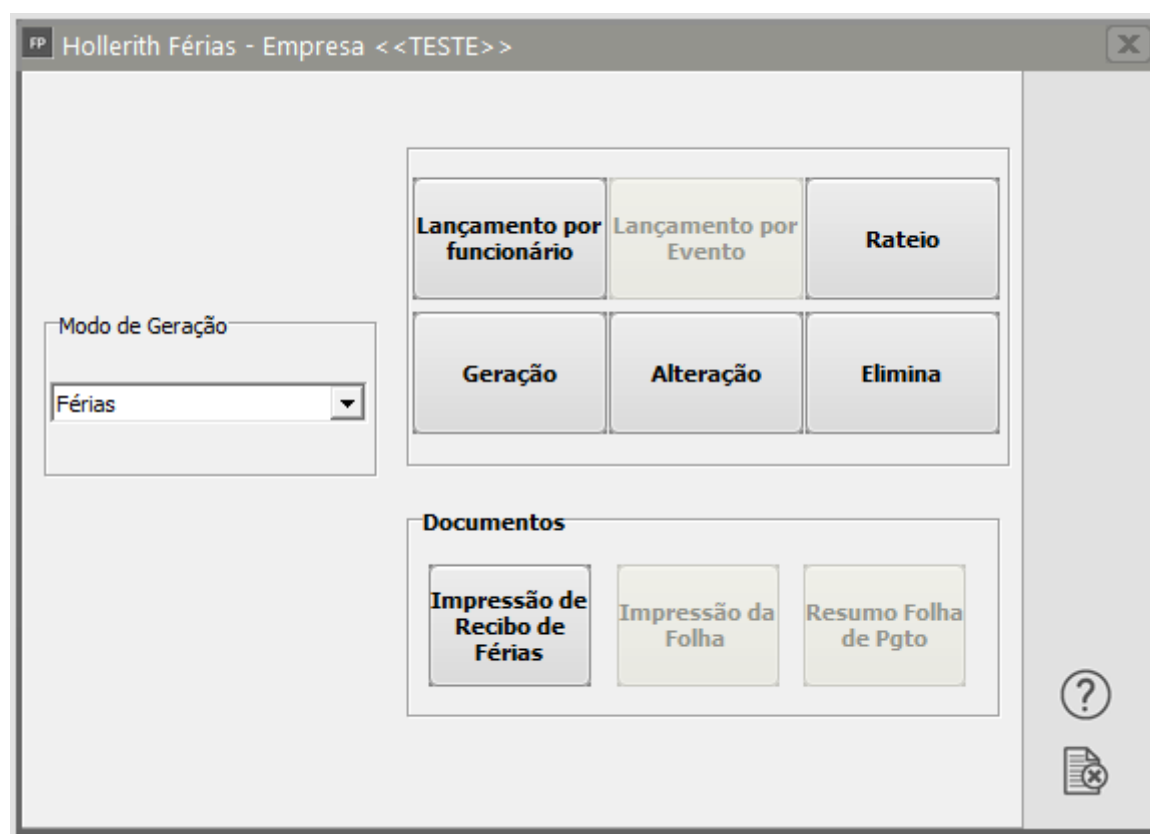 FP Hollerith Férias - Empresa <<TESTE>>
Lançamento por
funcionário
Lançamento por
Evento
Rateio
Modo de Geração
Férias
Geração
Alteração
Elimina
Documentos
Impressão de
Recibo de
Férias
Impressão da
Folha
Resumo Folha
de Pgto